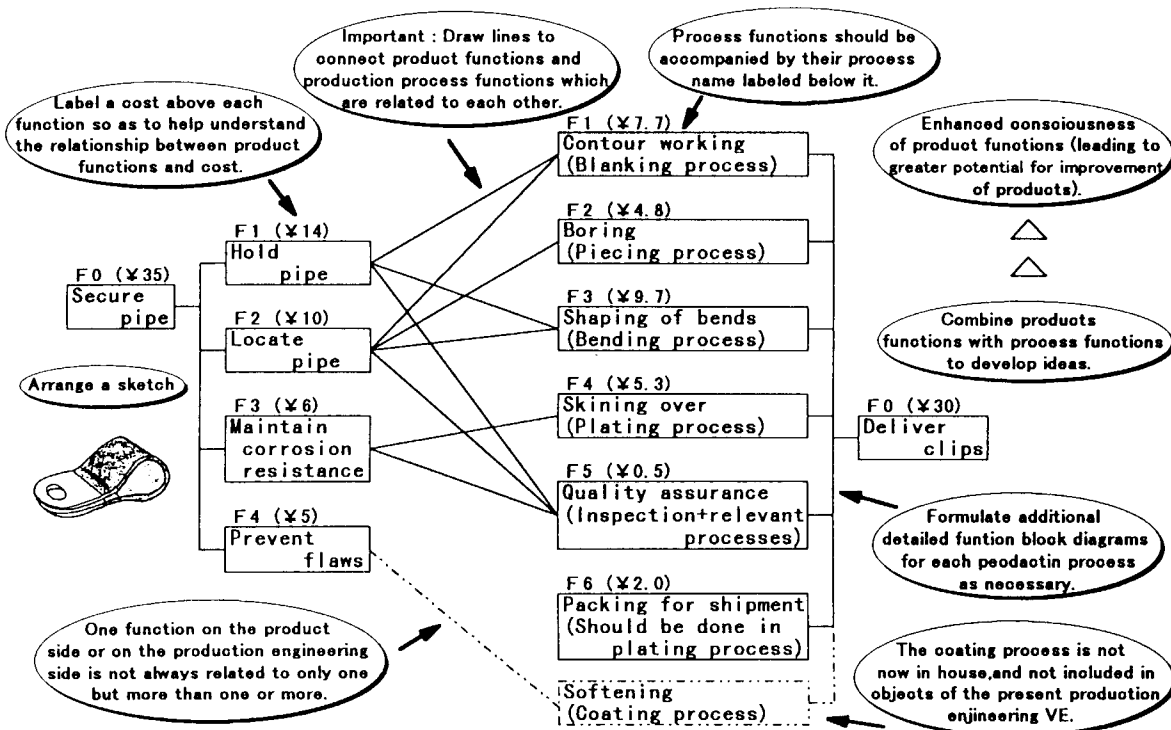 Important : Draw lines to
connect product functions and
production process functions which
are related to each other.
Process functions should be
accompanied by their process
name labeled below it.
Label a cost above each
function so as to help understand
the relationship between product
functions and cost.
Enhanced consciousness
of product functions (leading to
greater potential for improvement
of products).
Combine products
functions with process functions
to develop ideas.
F0 (¥35)
Secure
pipe
Arrange a sketch
F1 (¥14)
Hold
pipe
F2 (¥10)
Locate
pipe
F3 (¥6)
Maintain
corrosion
resistance
F4 (¥5)
Prevent
flaws
F1 (¥7.7)
Contour working
(Blanking process)
F2 (¥4.8)
Boring
(Piecing process)
F3 (¥9.7)
Shaping of bends
(Bending process)
F4 (¥5.3)
Skining over
(Plating process)
F5 (¥0.5)
Quality assurance
(Inspection+relevant
processes)
F6 (¥2.0)
Packing for shipment
(Should be done in
plating process)
Softening
(Coating process)
F0 (¥30)
Deliver
clips
Formulate additional
detailed funtion block diagrams
for each peodactin process
as necessary.
One function on the product
side or on the production engineering
side is not always related to only one
but more than one or more.
The coating process is not
now in house,and not included in
objects of the present production
enjineering VE.